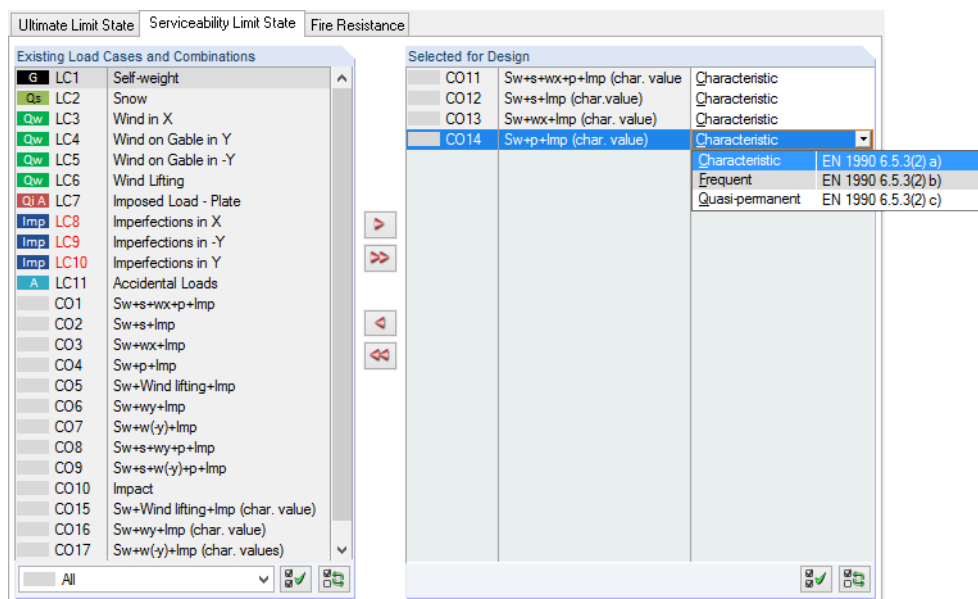 Ultimate Limit State Serviceability Limit State Fire Resistance
Existing Load Cases and Combinations
G LC1 Self-weight
Qs LC2 Snow
Qw LC3 Wind in X
Qw LC4 Wind on Gable in Y
Qw LC5 Wind on Gable in -Y
Qw LC6 Wind Lifting
Qi A LC7 Imposed Load - Plate
Imp LC8 Imperfections in X
Imp LC9 Imperfections in -Y
Imp LC10 Imperfections in Y
A LC11 Accidental Loads
CO1 Sw+s+wx+p+Imp
CO2 Sw+s+Imp
CO3 Sw+wx+Imp
CO4 Sw+p+Imp
CO5 Sw+Wind lifting+Imp
CO6 Sw+wy+Imp
CO7 Sw+w(-y)+Imp
CO8 Sw+s+wy+p+Imp
CO9 Sw+s+w(-y)+p+Imp
CO10 Impact
CO15 Sw+Wind lifting+Imp (char. value)
CO16 Sw+wy+Imp (char. value)
CO17 Sw+w(-y)+Imp (char. values)
All
Selected for Design
CO11 Sw+s+wx+p+Imp (char. value Characteristic
CO12 Sw+s+Imp (char.value) Characteristic
CO13 Sw+wx+Imp (char. value) Characteristic
CO14 Sw+p+Imp (char. value) Characteristic
Characteristic EN 1990 6.5.3(2) a)
Frequent EN 1990 6.5.3(2) b)
Quasi-permanent EN 1990 6.5.3(2) c)